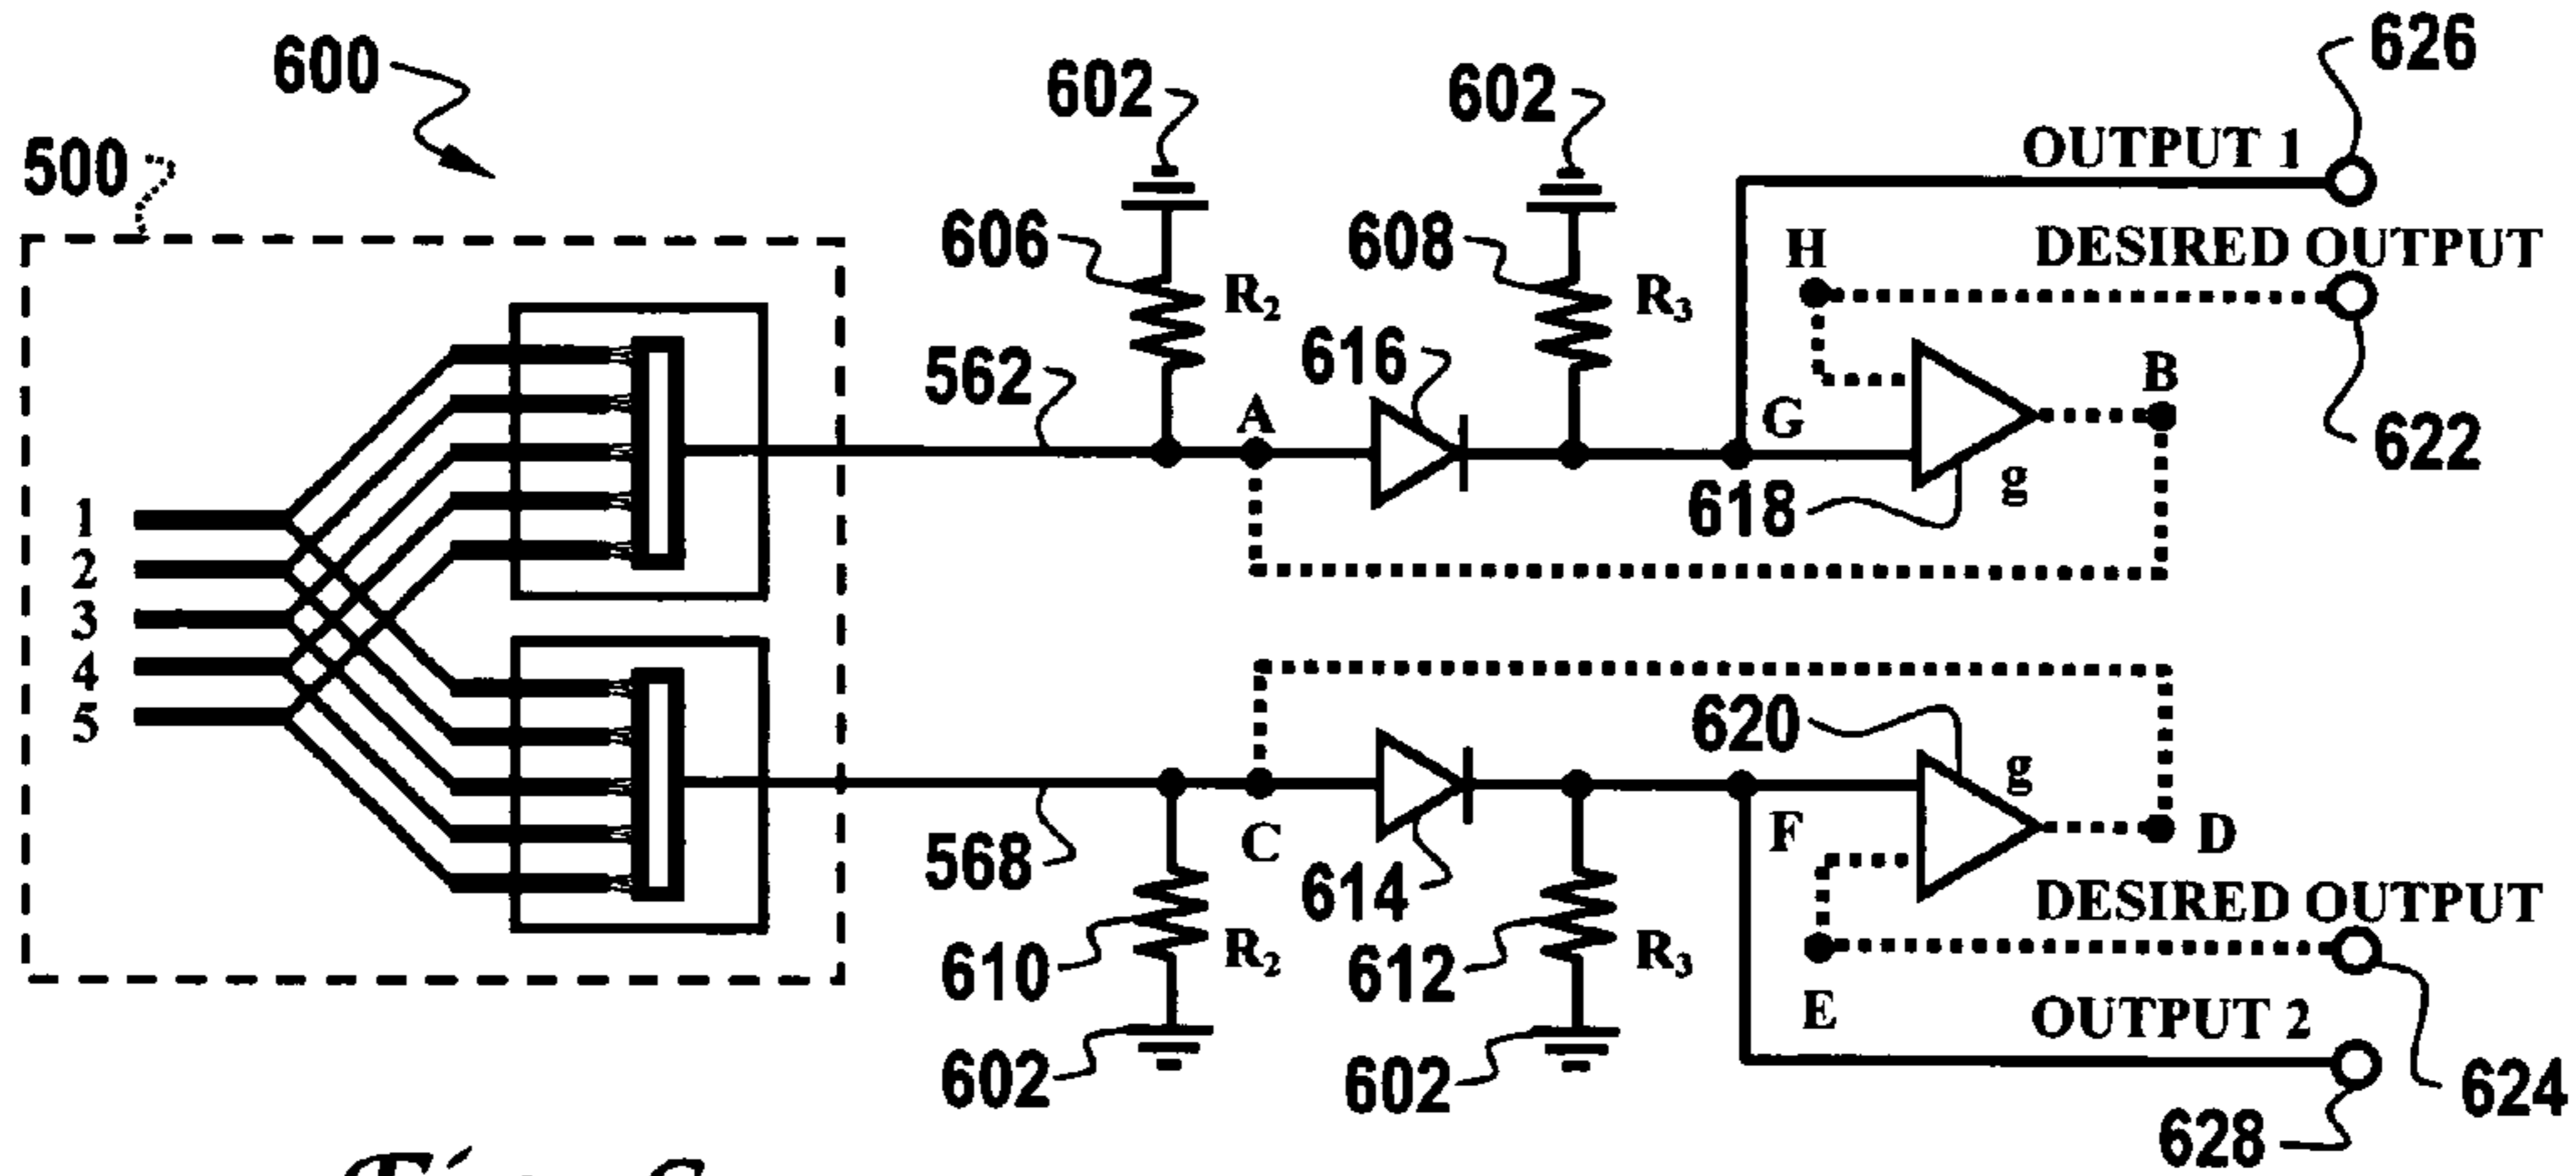 600
602
602
626
500
OUTPUT 1
606
608
H
DESIRED OUTPUT
R₂
R₃
562
616
A
G
B
622
618
g
1
2
3
4
5
620
g
568
C
614
F
D
DESIRED OUTPUT
610
R₂
612
R₃
E
OUTPUT 2
602
602
624
628